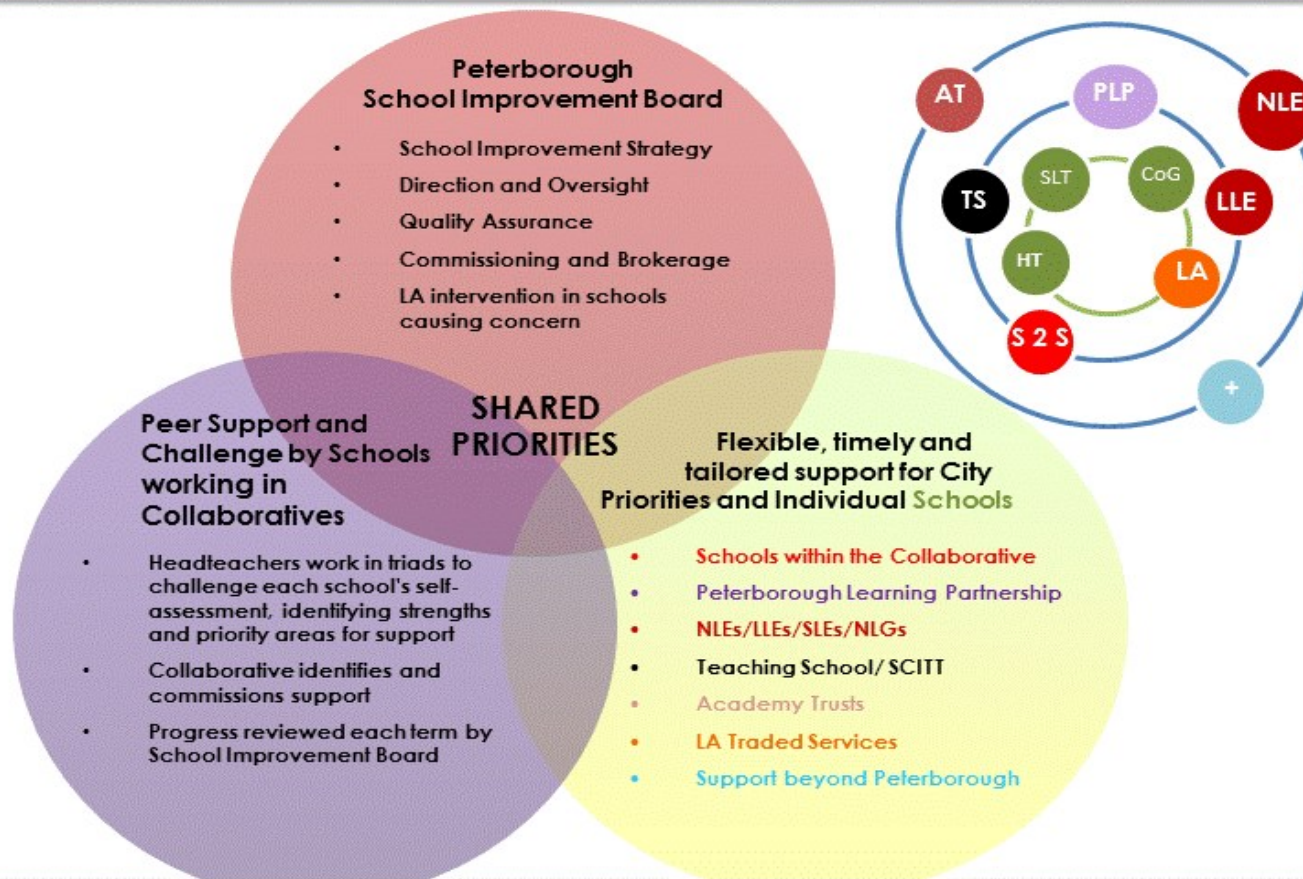 Peterborough
School Improvement Board
• School Improvement Strategy
• Direction and Oversight
• Quality Assurance
• Commissioning and Brokerage
• LA intervention in schools
causing concern
SHARED
PRIORITIES
Peer Support and
Challenge by Schools
working in
Collaboratives
• Headteachers work in triads to
challenge each school's self-
assessment, identifying strengths
and priority areas for support
• Collaborative identifies and
commissions support
• Progress reviewed each term by
School Improvement Board
Flexible, timely and
tailored support for City
Priorities and Individual Schools
• Schools within the Collaborative
• Peterborough Learning Partnership
• NLEs/LLEs/SLEs/NLGs
• Teaching School/ SCITT
• Academy Trusts
• LA Traded Services
• Support beyond Peterborough
AT
PLP
NLE
SLT
CoG
TS
LLE
HT
LA
S 2 S
+